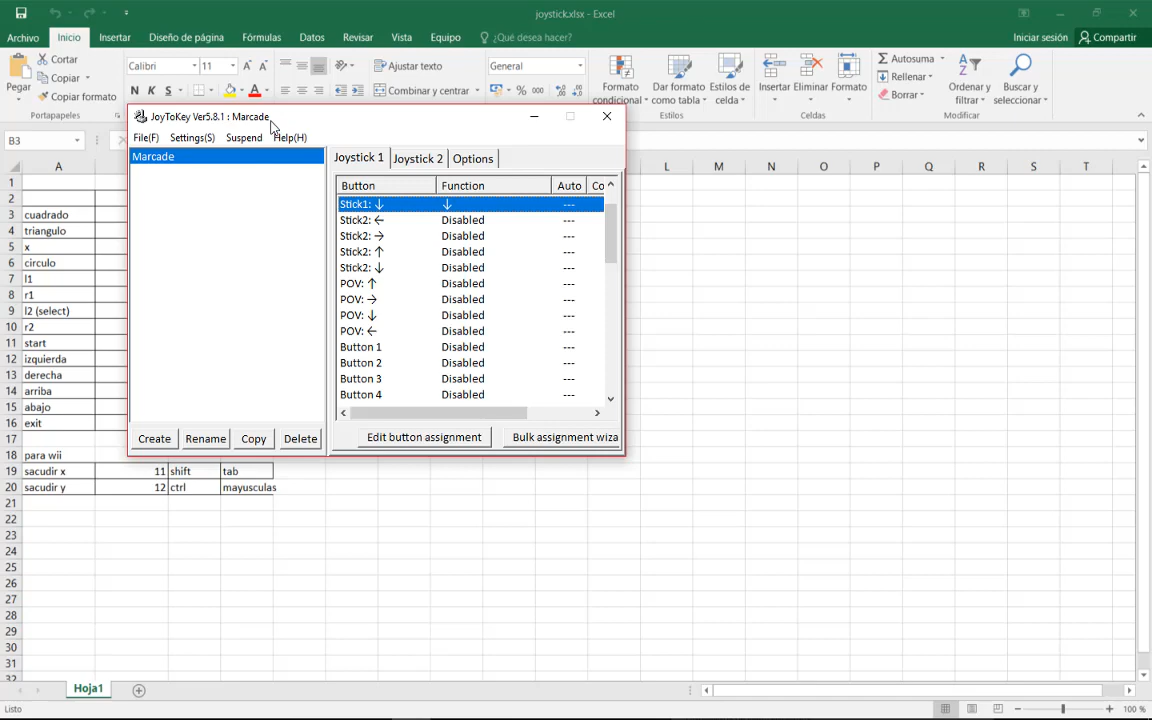 joystick.xlsx - Excel
Archivo Inicio Insertar Diseño de página Fórmulas Datos Revisar Vista Equipo ¿Qué desea hacer? Iniciar sesión Compartir
Pegar
Cortar
Copiar
Copiar formato
Portapapeles
Calibri 11
N K S
Ajustar texto
Combinar y centrar
General
% 000
Formato condicional
Dar formato como tabla
Estilos de celda
Estilos
Insertar Eliminar Formato
Celdas
Autosuma
Rellenar
Borrar
Ordenar y filtrar
Buscar y seleccionar
Modificar
B3
A L M N O P Q R S T
1
2
3 cuadrado
4 triangulo
5 x
6 circulo
7 l1
8 r1
9 l2 (select)
10 r2
11 start
12 izquierda
13 derecha
14 arriba
15 abajo
16 exit
17
18 para wii
19 sacudir x 11 shift tab
20 sacudir y 12 ctrl mayusculas
21
22
23
24
25
26
27
28
29
30
31
32
JoyToKey Ver5.8.1 : Marcade
File(F) Settings(S) Suspend Help(H)
Marcade
Create Rename Copy Delete
Joystick 1 Joystick 2 Options
Button Function Auto Co
Stick1: ↓ ↓ ---
Stick2: ← Disabled ---
Stick2: → Disabled ---
Stick2: ↑ Disabled ---
Stick2: ↓ Disabled ---
POV: ↑ Disabled ---
POV: → Disabled ---
POV: ↓ Disabled ---
POV: ← Disabled ---
Button 1 Disabled ---
Button 2 Disabled ---
Button 3 Disabled ---
Button 4 Disabled ---
Edit button assignment Bulk assignment wiza
Hoja1
Listo
100 %